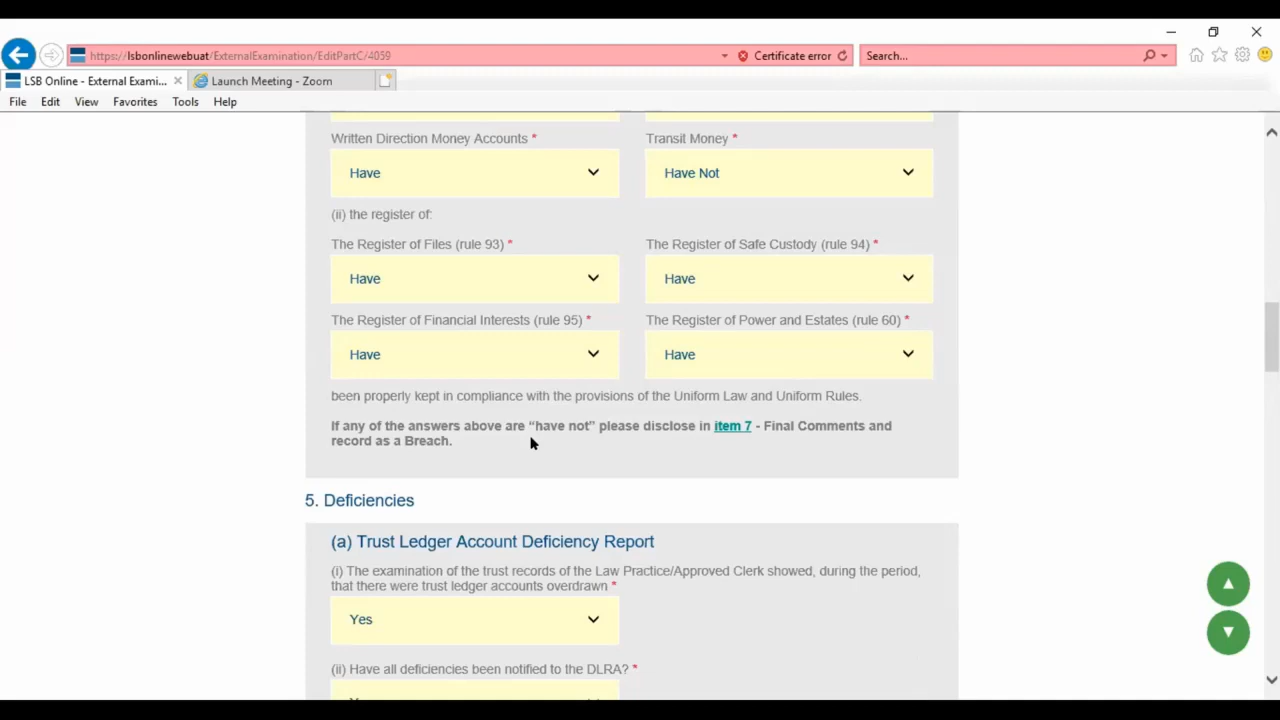 https://lsbonlinewebuat/ExternalExamination/EditPartC/4059
Certificate error
Search...
LSB Online - External Exami...
Launch Meeting - Zoom
File Edit View Favorites Tools Help
Written Direction Money Accounts *
Transit Money *
Have
Have Not
(ii) the register of:
The Register of Files (rule 93) *
The Register of Safe Custody (rule 94) *
Have
Have
The Register of Financial Interests (rule 95) *
The Register of Power and Estates (rule 60) *
Have
Have
been properly kept in compliance with the provisions of the Uniform Law and Uniform Rules.
If any of the answers above are “have not” please disclose in item 7 - Final Comments and
record as a Breach.
5. Deficiencies
(a) Trust Ledger Account Deficiency Report
(i) The examination of the trust records of the Law Practice/Approved Clerk showed, during the period,
that there were trust ledger accounts overdrawn *
Yes
(ii) Have all deficiencies been notified to the DLRA? *